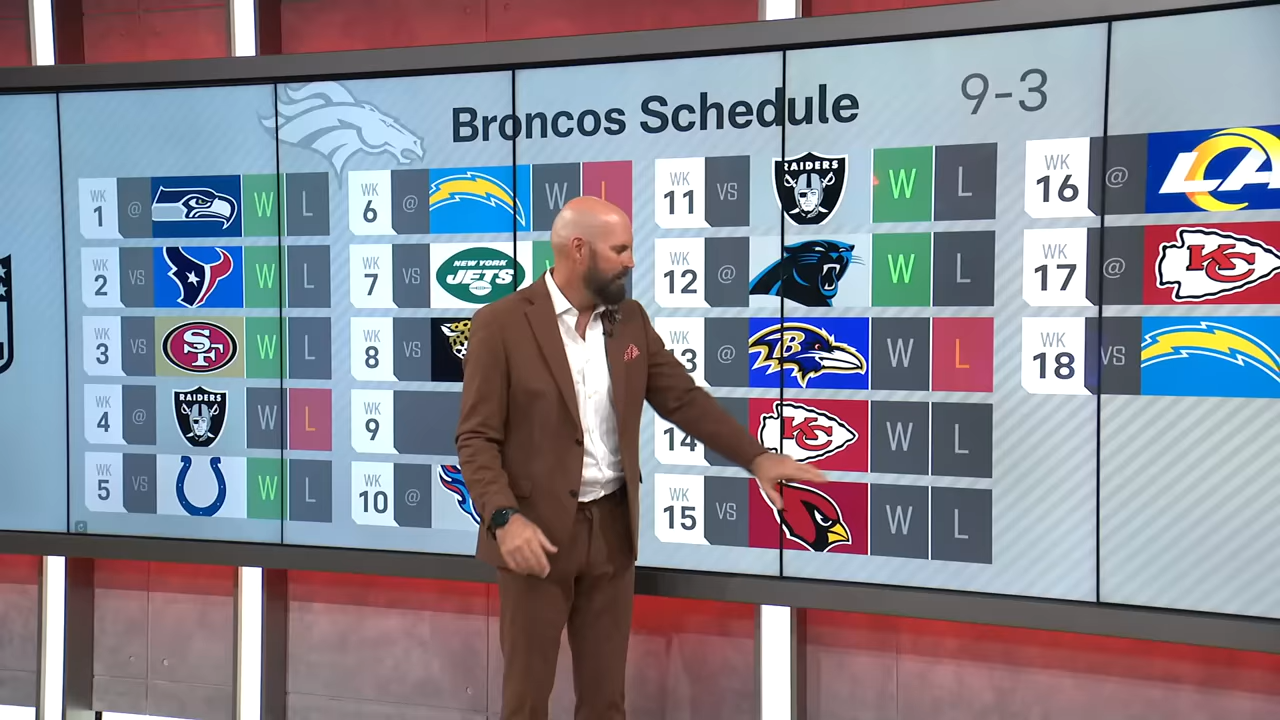 Broncos Schedule 9-3
WK 1 @ W L
WK 2 VS W L
WK 3 VS W L
WK 4 @ RAIDERS W L
WK 5 VS W L
WK 6 @ W L
WK 7 VS NEW YORK JETS
WK 8 VS
WK 9
WK 10 @
WK 11 VS RAIDERS W L
WK 12 @ W L
3 @ W L
14 KC W L
WK 15 VS W L
WK 16 @ LA
WK 17 @ KC
WK 18 VS